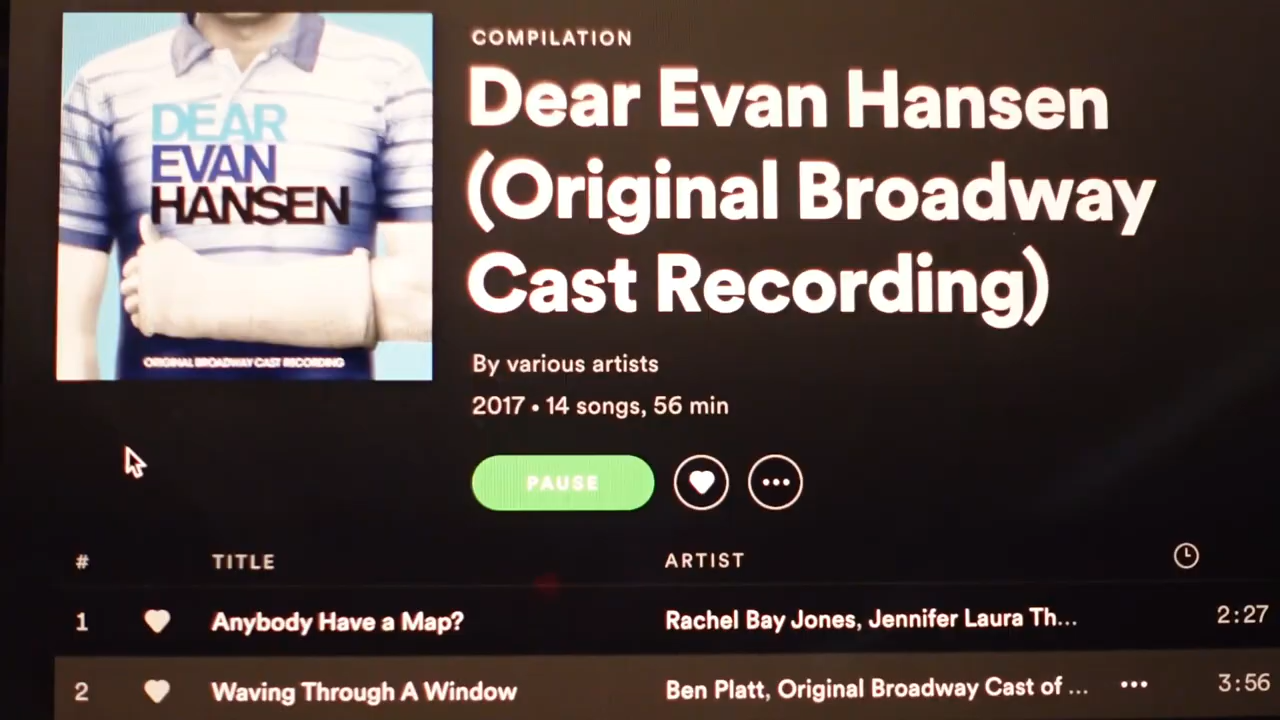 DEAR
EVAN
HANSEN
ORIGINAL BROADWAY CAST RECORDING
COMPILATION
Dear Evan Hansen
(Original Broadway
Cast Recording)
By various artists
2017 • 14 songs, 56 min
PAUSE
# TITLE ARTIST
1 Anybody Have a Map? Rachel Bay Jones, Jennifer Laura Th... 2:27
2 Waving Through A Window Ben Platt, Original Broadway Cast of ... 3:56